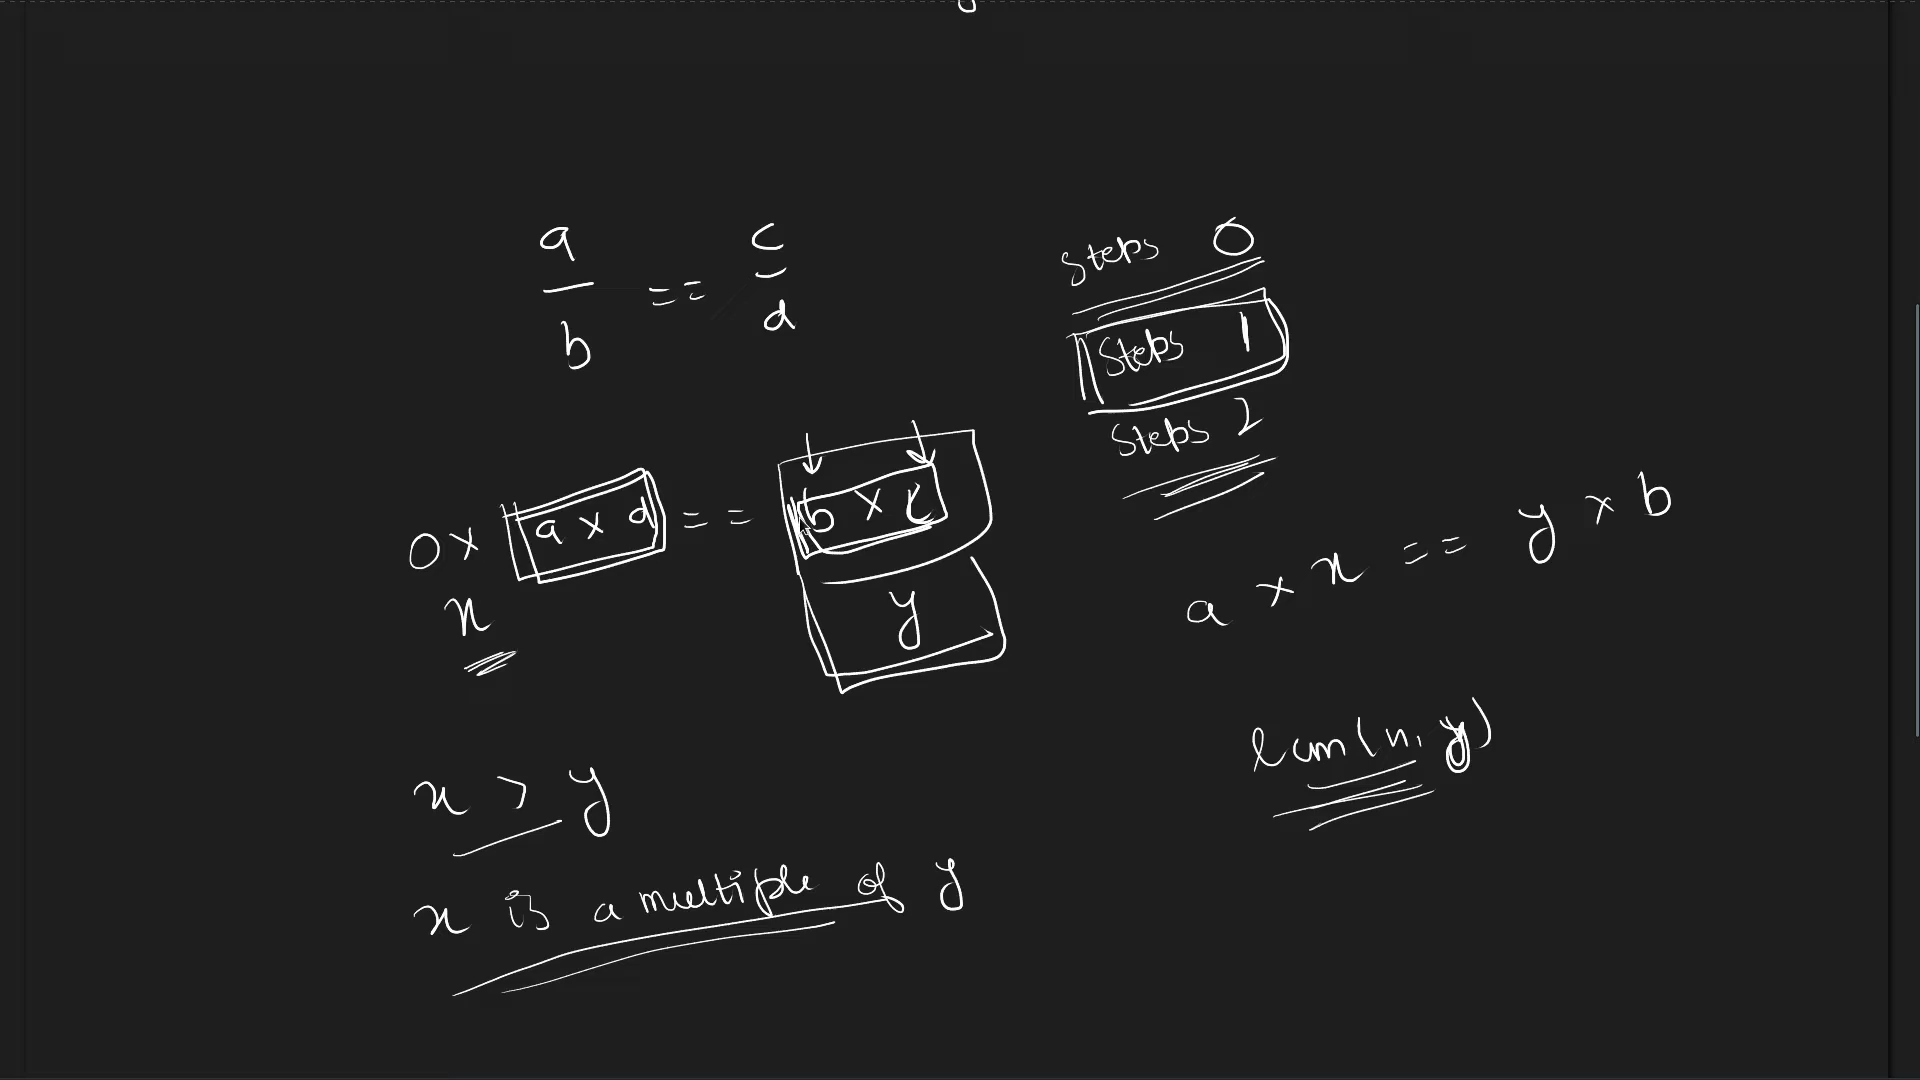 a
b
==
c
d
steps 0
steps 1
steps 2
0 x a x d == b x c
x
y
a x x == y x b
x > y
x is a multiple of y
lcm(x, y)